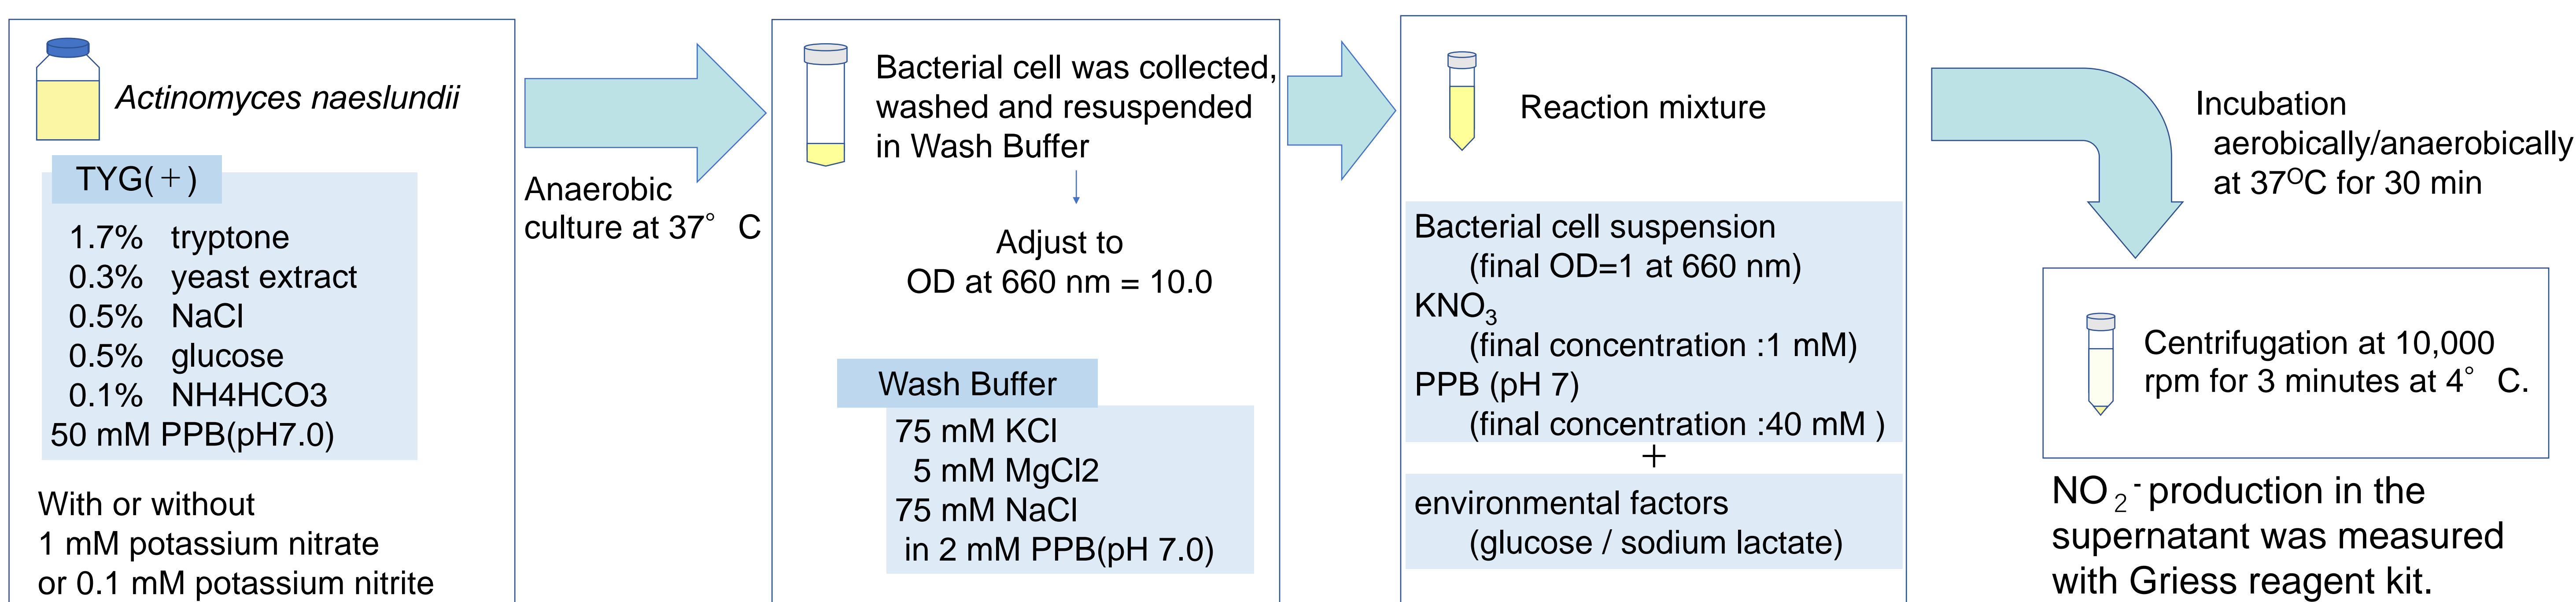 Actinomyces naeslundii
TYG(＋)
1.7% tryptone
0.3% yeast extract
0.5% NaCl
0.5% glucose
0.1% NH4HCO3
50 mM PPB(pH7.0)
With or without
1 mM potassium nitrate
or 0.1 mM potassium nitrite
Anaerobic
culture at 37° C
Bacterial cell was collected,
washed and resuspended
in Wash Buffer
Adjust to
OD at 660 nm = 10.0
Wash Buffer
75 mM KCl
5 mM MgCl2
75 mM NaCl
in 2 mM PPB(pH 7.0)
Reaction mixture
Bacterial cell suspension
(final OD=1 at 660 nm)
KNO₃
(final concentration :1 mM)
PPB (pH 7)
(final concentration :40 mM )
＋
environmental factors
(glucose / sodium lactate)
Incubation
aerobically/anaerobically
at 37ᴼC for 30 min
Centrifugation at 10,000
rpm for 3 minutes at 4° C.
NO₂⁻ production in the
supernatant was measured
with Griess reagent kit.